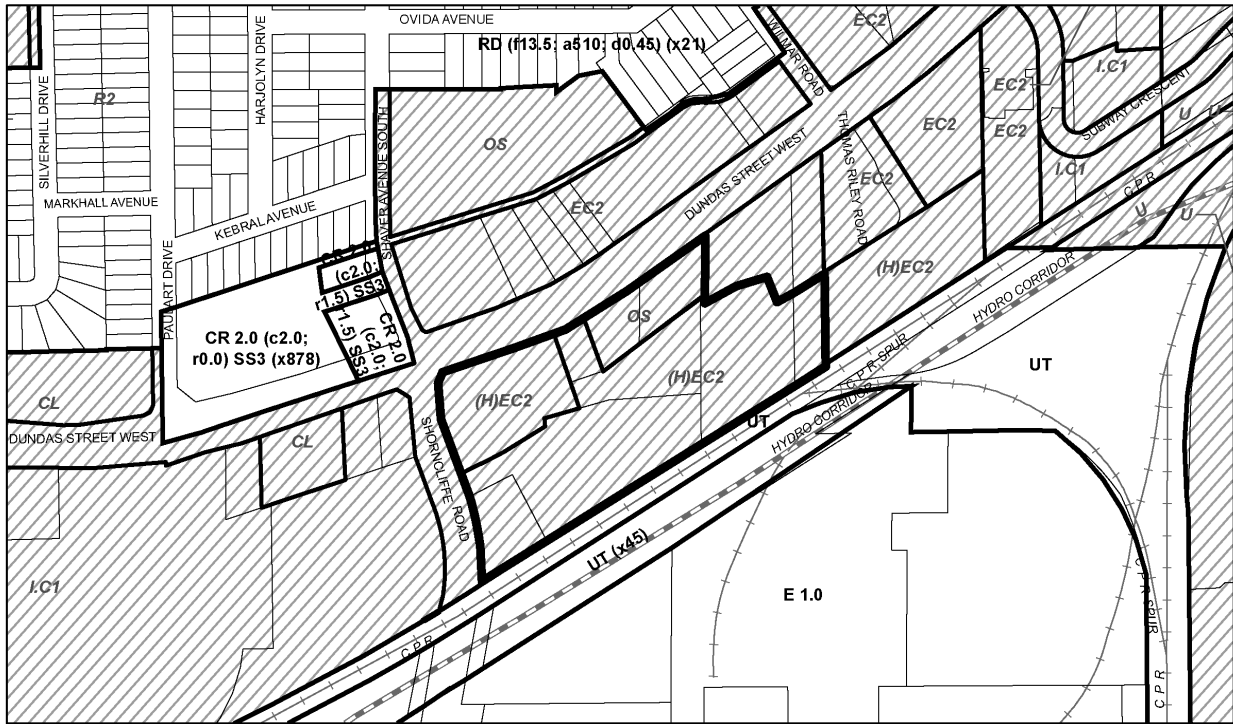 OVIDA AVENUE
EC2
RD (f13.5; a510; d0.45) (x21)
WILMAR ROAD
HARJOLYN DRIVE
SILVERHILL DRIVE
R2
I.C1
EC2
SUBWAY CRESCENT
U
U
SHAVER AVENUE SOUTH
OS
THOMAS RILEY ROAD
EC2
EC2
I.C1
C.P.R.
EC2
MARKHALL AVENUE
KEBRAL AVENUE
EC2
DUNDAS STREET WEST
U
U
PAULART DRIVE
CR 2.0
(c2.0;
r1.5) SS3
(H)EC2
HYDRO CORRIDOR
CR 2.0
(c2.0;
r1.5) SS3
OS
CR 2.0 (c2.0;
r0.0) SS3 (x878)
C.P.R. SPUR
UT
(H)EC2
(H)EC2
HYDRO CORRIDOR
CL
UT
DUNDAS STREET WEST
CL
SHORNCLIFFE ROAD
UT (x45)
I.C1
E 1.0
C.P.R. SPUR
C.P.R
C P R